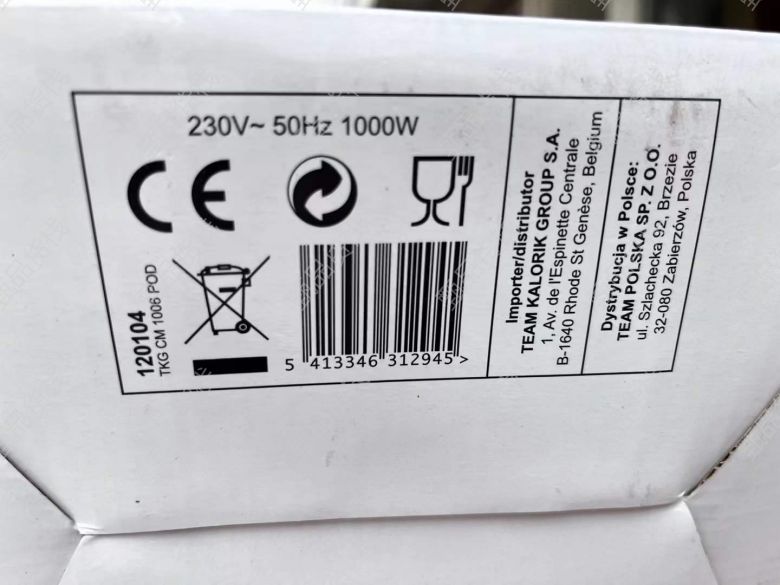 230V~ 50Hz 1000W
CE
120104
TKG CM 1006 POD
5 413346 312945 >
Importer/distributor
TEAM KALORIK GROUP S.A.
1, Av. de l'Espinette Centrale
B-1640 Rhode St Genèse, Belgium
Dystrybucja w Polsce:
TEAM POLSKA SP. Z O.O.
ul. Szlachecka 92, Brzezie
32-080 Zabierzów, Polska